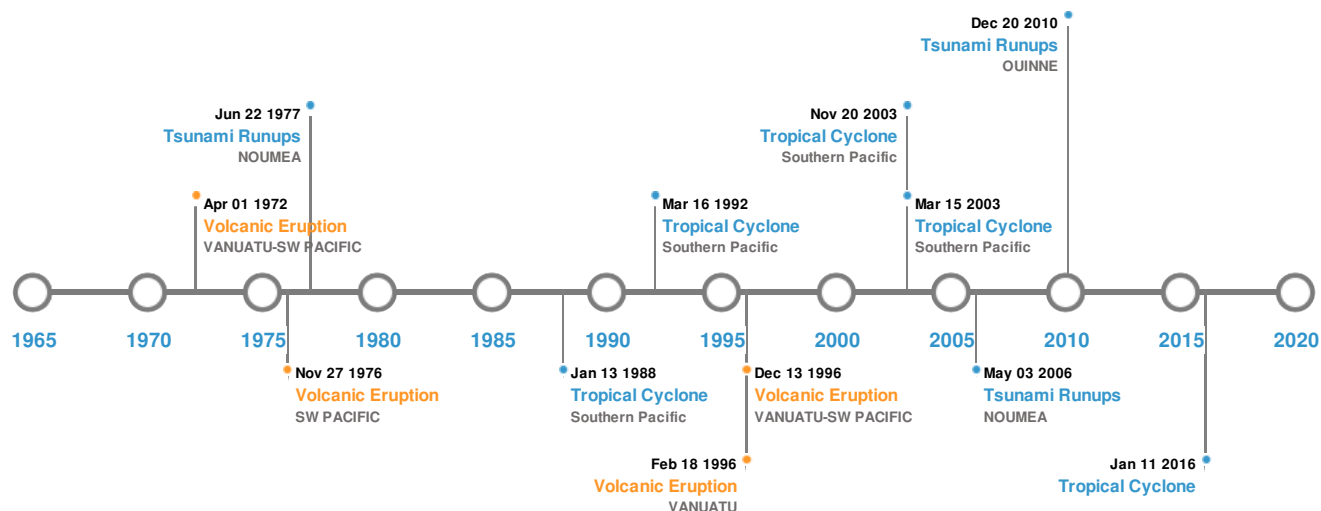 Dec 20 2010
Tsunami Runups
OUINNE
Jun 22 1977
Tsunami Runups
NOUMEA
Nov 20 2003
Tropical Cyclone
Southern Pacific
Apr 01 1972
Volcanic Eruption
VANUATU-SW PACIFIC
Mar 16 1992
Tropical Cyclone
Southern Pacific
Mar 15 2003
Tropical Cyclone
Southern Pacific
1965 1970 1975 1980 1985 1990 1995 2000 2005 2010 2015 2020
Nov 27 1976
Volcanic Eruption
SW PACIFIC
Jan 13 1988
Tropical Cyclone
Southern Pacific
Dec 13 1996
Volcanic Eruption
VANUATU-SW PACIFIC
May 03 2006
Tsunami Runups
NOUMEA
Feb 18 1996
Volcanic Eruption
VANUATU
Jan 11 2016
Tropical Cyclone